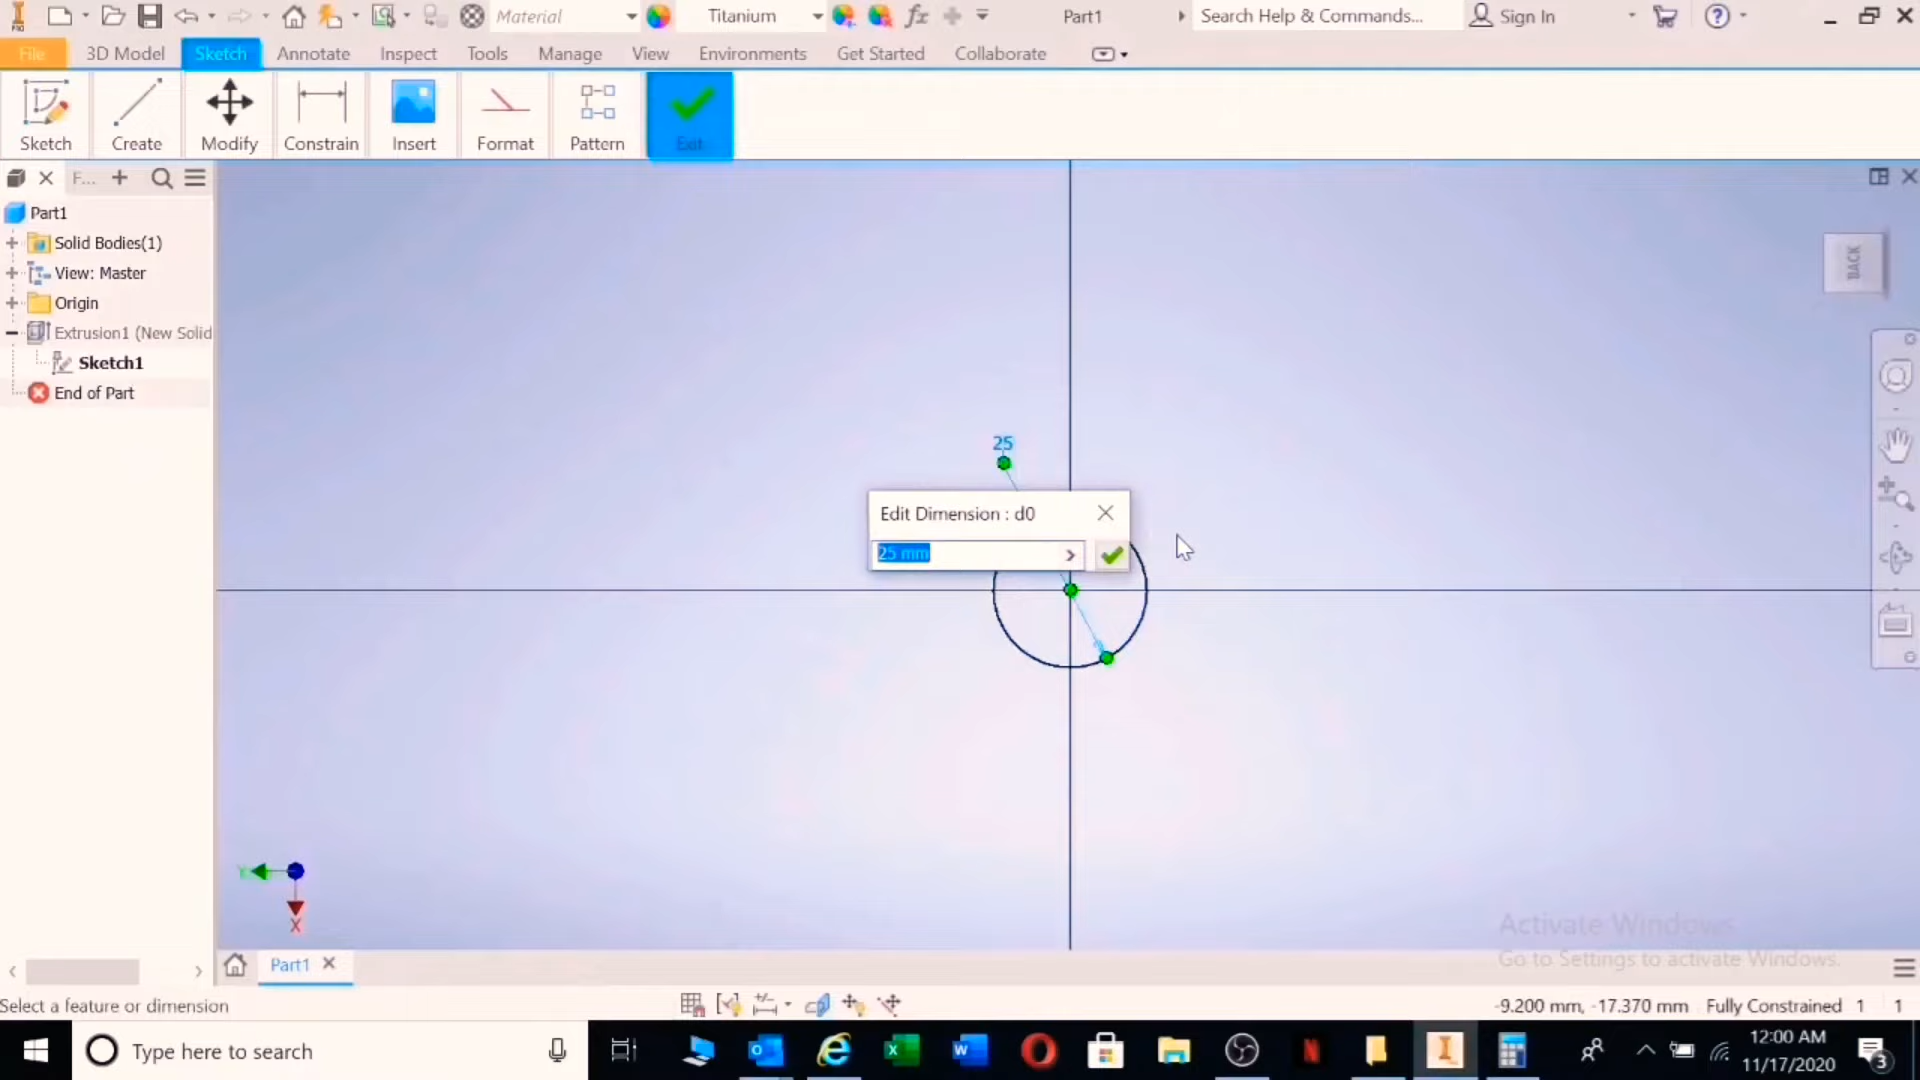 Material
Titanium
fx
Part1
Search Help & Commands...
Sign In
File
3D Model
Sketch
Annotate
Inspect
Tools
Manage
View
Environments
Get Started
Collaborate
Sketch
Create
Modify
Constrain
Insert
Format
Pattern
Exit
F...
Part1
Solid Bodies(1)
View: Master
Origin
Extrusion1 (New Solid
Sketch1
End of Part
BACK
25
Edit Dimension : d0
25 mm
Y
X
Activate Windows
Go to Settings to activate Windows.
Part1
Select a feature or dimension
-9.200 mm, -17.370 mm
Fully Constrained
1
1
Type here to search
12:00 AM
11/17/2020
3